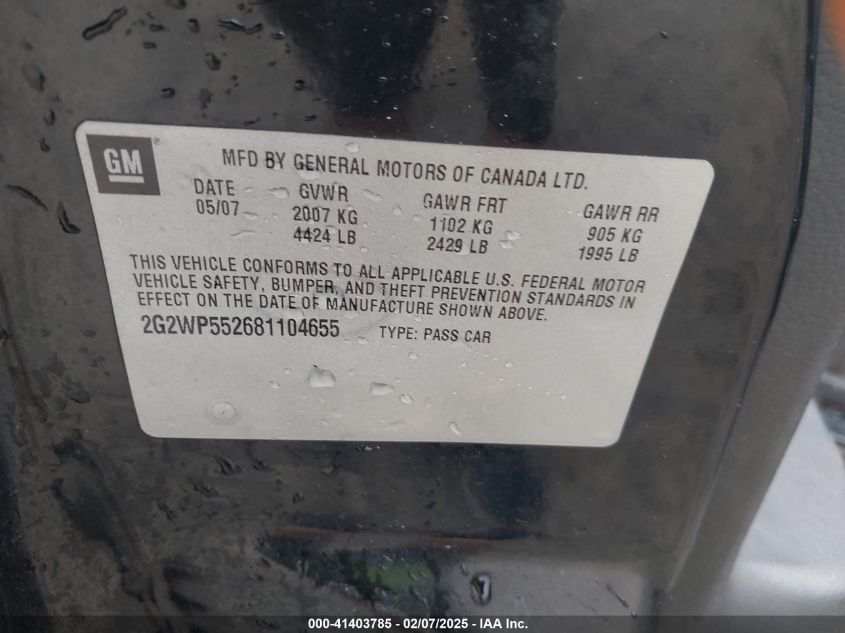 GM
MFD BY GENERAL MOTORS OF CANADA LTD.
DATE GVWR GAWR FRT GAWR RR
05/07 2007 KG 1102 KG 905 KG
4424 LB 2429 LB 1995 LB
THIS VEHICLE CONFORMS TO ALL APPLICABLE U.S. FEDERAL MOTOR
VEHICLE SAFETY, BUMPER, AND THEFT PREVENTION STANDARDS IN
EFFECT ON THE DATE OF MANUFACTURE SHOWN ABOVE.
2G2WP552681104655 TYPE: PASS CAR
000-41403785 - 02/07/2025 - IAA Inc.